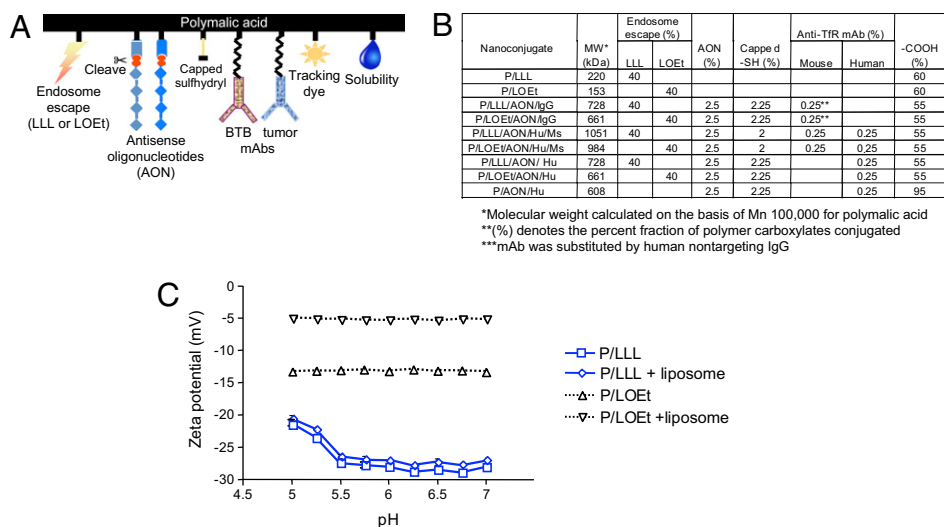 A
Polymalic acid
Cleave
Capped
sulfhydryl
Tracking
dye
Solubility
Endosome
escape
(LLL or LOEt)
Antisense
oligonucleotides
(AON)
BTB
tumor
mAbs
B
Nanoconjugate MW* (kDa) Endosome escape (%) AON (%) Capped -SH (%) Anti-TfR mAb (%) -COOH (%)
LLL LOEt Mouse Human
P/LLL 220 40 60
P/LOEt 153 40 60
P/LLL/AON/IgG 728 40 2.5 2.25 0.25** 55
P/LOEt/AON/IgG 661 40 2.5 2.25 0.25** 55
P/LLL/AON/Hu/Ms 1051 40 2.5 2 0.25 0.25 55
P/LOEt/AON/Hu/Ms 984 40 2.5 2 0.25 0.25 55
P/LLL/AON/ Hu 728 40 2.5 2.25 0.25 55
P/LOEt/AON/Hu 661 40 2.5 2.25 0.25 55
P/AON/Hu 608 2.5 2.25 0.25 95
*Molecular weight calculated on the basis of Mn 100,000 for polymalic acid
**(%) denotes the percent fraction of polymer carboxylates conjugated
***mAb was substituted by human nontargeting IgG
C
Zeta potential (mV)
0
-5
-10
-15
-20
-25
-30
4.5 5 5.5 6 6.5 7
pH
P/LLL
P/LLL + liposome
P/LOEt
P/LOEt +liposome